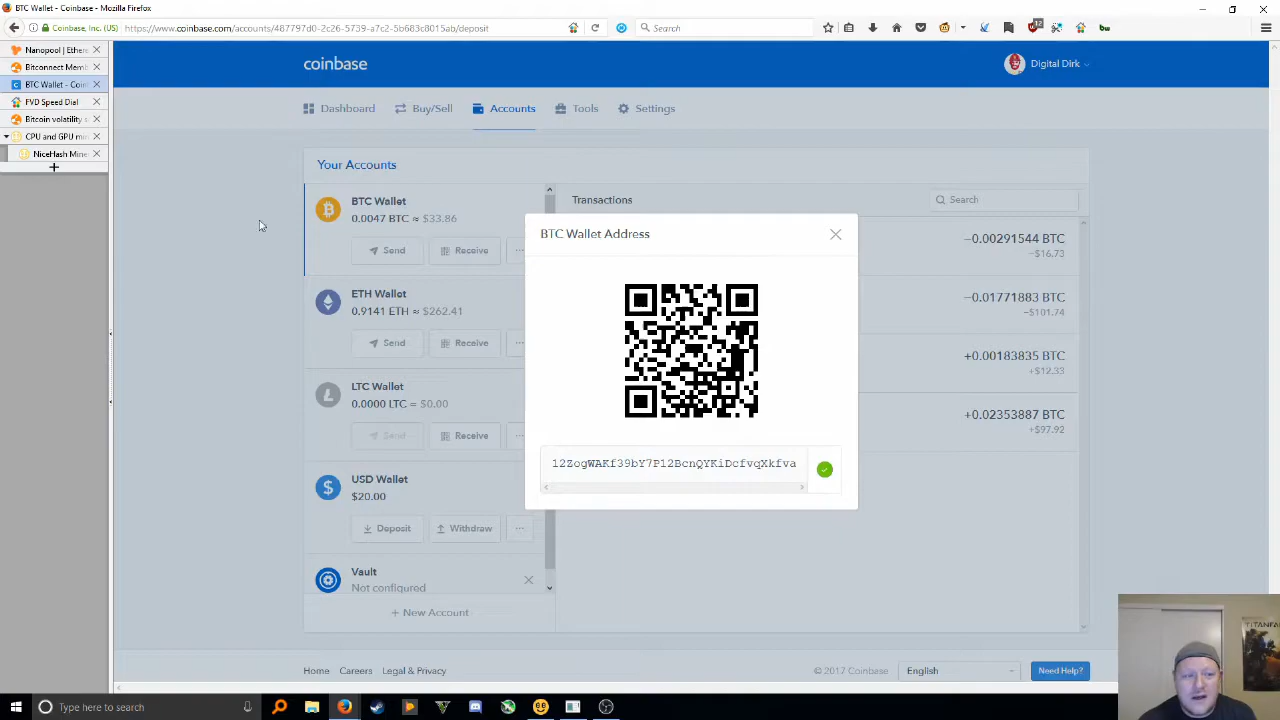 BTC Wallet - Coinbase - Mozilla Firefox
Coinbase, Inc. (US)
https://www.coinbase.com/accounts/487797d0-2c26-5739-a7c2-5b683c8015ab/deposit
Search
12
Nanopool | Ethere
Bitconnect Memb
BTC Wallet - Coin
FVD Speed Dial
Bitcoin volatility s
CPU and GPU mi
NiceHash Mine
coinbase
Digital Dirk
Dashboard
Buy/Sell
Accounts
Tools
Settings
Your Accounts
BTC Wallet
0.0047 BTC ≈ $33.86
Send
Receive
ETH Wallet
0.9141 ETH ≈ $262.41
Send
Receive
LTC Wallet
0.0000 LTC = $0.00
Send
Receive
USD Wallet
$20.00
Deposit
Withdraw
Vault
Not configured
+ New Account
Transactions
Search
−0.00291544 BTC
−$16.73
−0.01771883 BTC
−$101.74
+0.00183835 BTC
+$12.33
+0.02353887 BTC
+$97.92
BTC Wallet Address
12ZogWAKf39bY7P12BcnQYKiDcfvqXkfva
Home
Careers
Legal & Privacy
© 2017 Coinbase
English
Need Help?
TITANFA
Type here to search